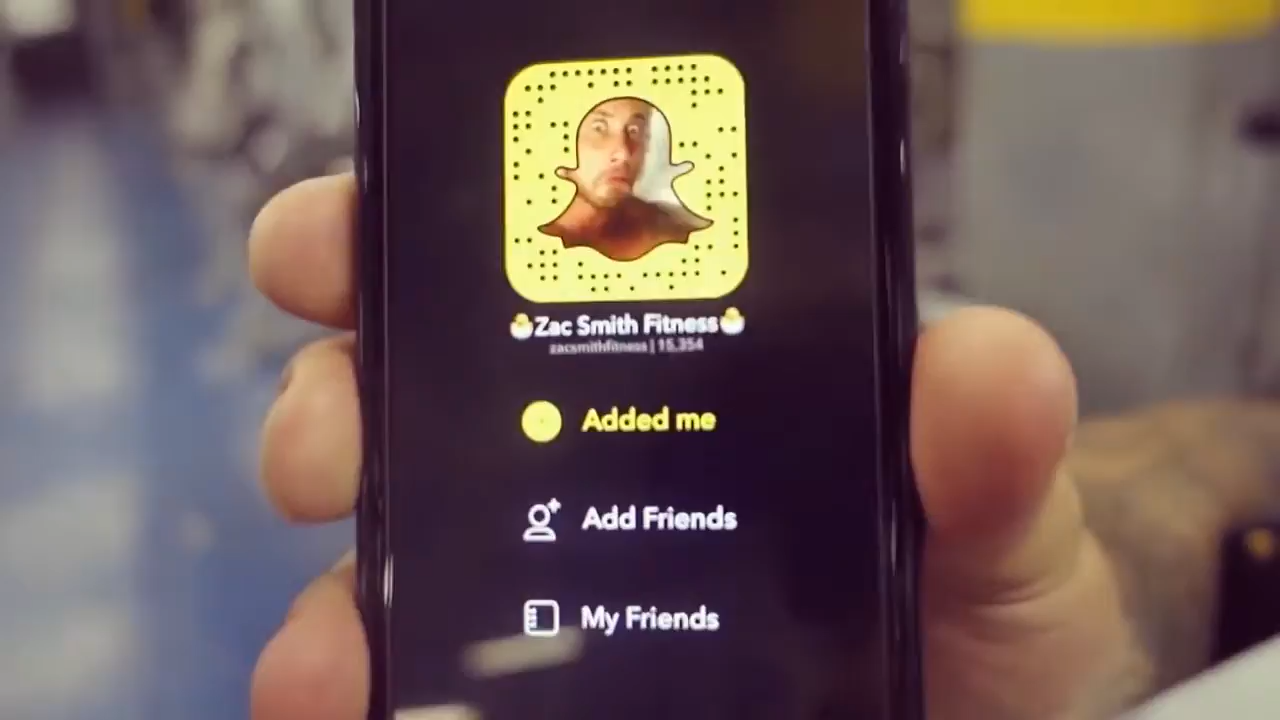 🐣Zac Smith Fitness🐣
zacsmithfitness | 15,354
Added me
Add Friends
My Friends